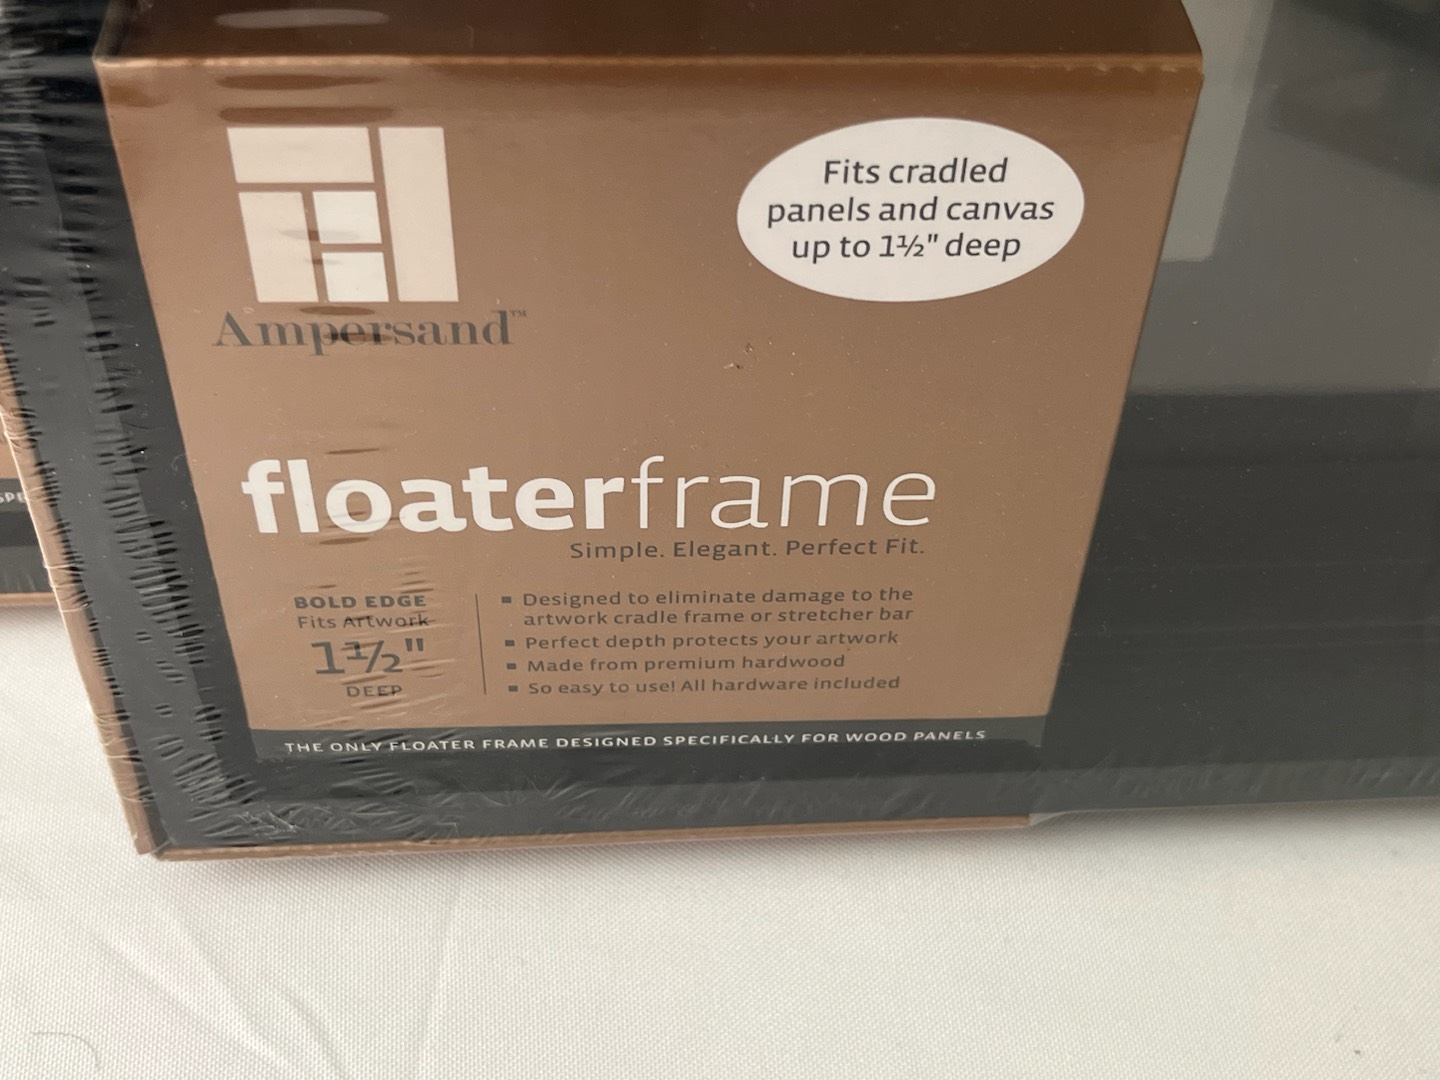 Fits cradled
panels and canvas
up to 1½" deep
Ampersand™
floaterframe
Simple. Elegant. Perfect Fit.
BOLD EDGE
Fits Artwork
1½"
DEEP
▪ Designed to eliminate damage to the
artwork cradle frame or stretcher bar
▪ Perfect depth protects your artwork
▪ Made from premium hardwood
▪ So easy to use! All hardware included
THE ONLY FLOATER FRAME DESIGNED SPECIFICALLY FOR WOOD PANELS